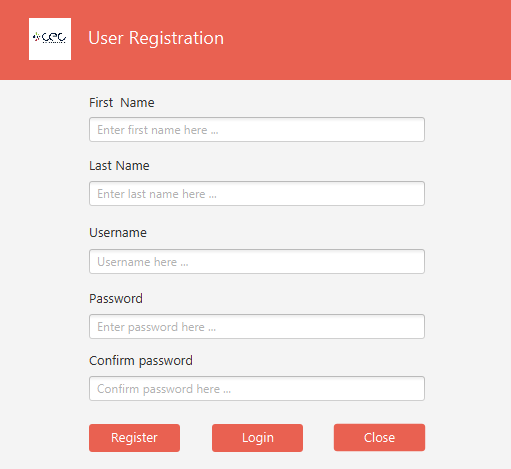 cec
User Registration
First  Name
Enter first name here ...
Last Name
Enter last name here ...
Username
Username here ...
Password
Enter password here ...
Confirm password
Confirm password here ...
Register Login Close